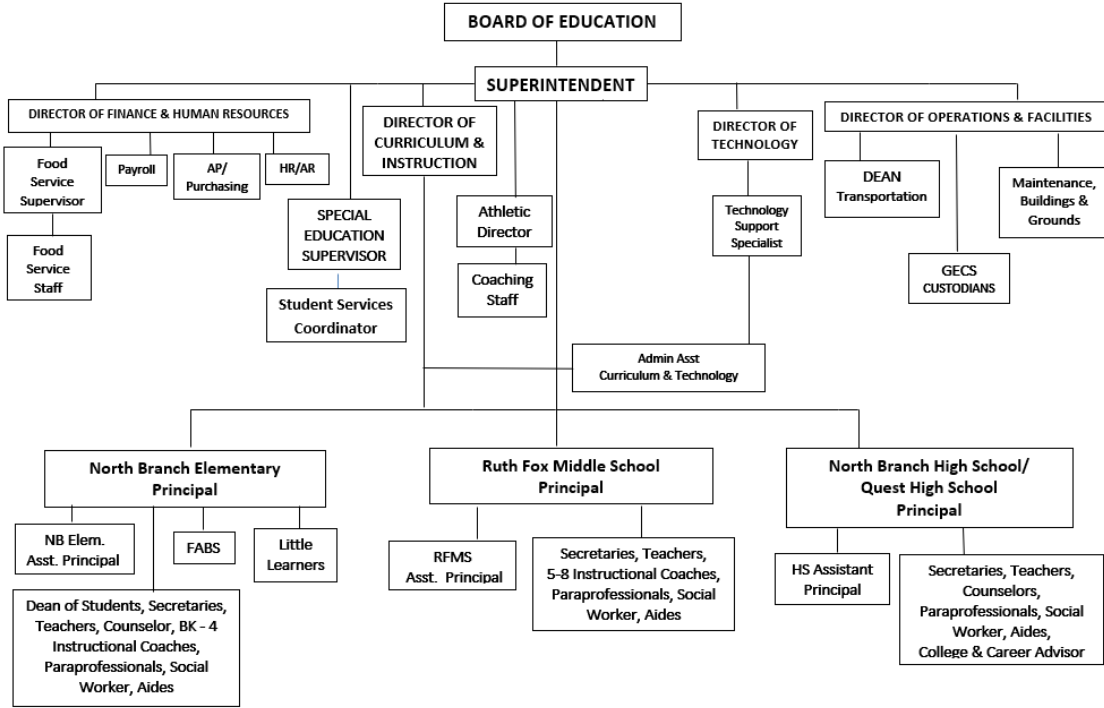 BOARD OF EDUCATION
SUPERINTENDENT
DIRECTOR OF FINANCE & HUMAN RESOURCES
Food
Service
Supervisor
Payroll
AP/
Purchasing
HR/AR
Food
Service
Staff
SPECIAL
EDUCATION
SUPERVISOR
Student Services
Coordinator
DIRECTOR OF
CURRICULUM &
INSTRUCTION
Athletic
Director
Coaching
Staff
DIRECTOR OF
TECHNOLOGY
Technology
Support
Specialist
DIRECTOR OF OPERATIONS & FACILITIES
DEAN
Transportation
Maintenance,
Buildings &
Grounds
GECS
CUSTODIANS
Admin Asst
Curriculum & Technology
North Branch Elementary
Principal
NB Elem.
Asst. Principal
FABS
Little
Learners
Dean of Students, Secretaries,
Teachers, Counselor, BK - 4
Instructional Coaches,
Paraprofessionals, Social
Worker, Aides
Ruth Fox Middle School
Principal
RFMS
Asst. Principal
Secretaries, Teachers,
5-8 Instructional Coaches,
Paraprofessionals, Social
Worker, Aides
North Branch High School/
Quest High School
Principal
HS Assistant
Principal
Secretaries, Teachers,
Counselors,
Paraprofessionals, Social
Worker, Aides,
College & Career Advisor